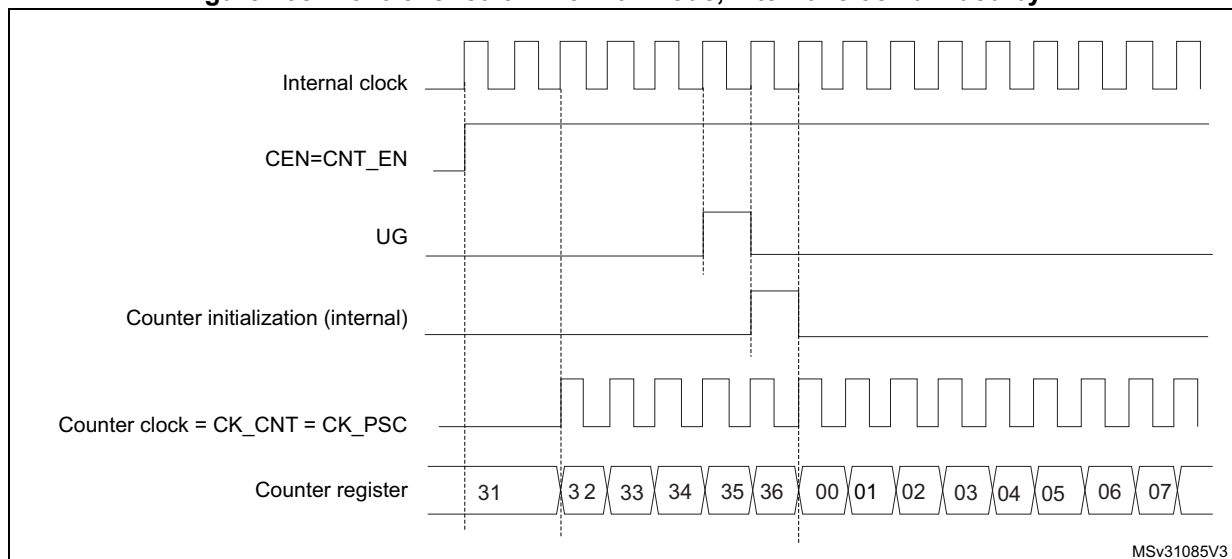 Internal clock
CEN=CNT_EN
UG
Counter initialization (internal)
Counter clock = CK_CNT = CK_PSC
Counter register 31 32 33 34 35 36 00 01 02 03 04 05 06 07
MSv31085V3